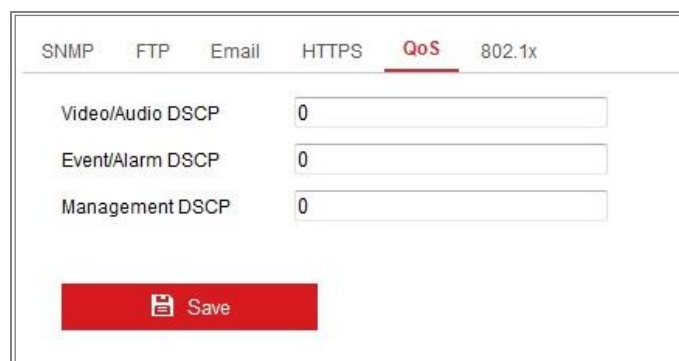 SNMP FTP Email HTTPS QoS 802.1x
Video/Audio DSCP 0
Event/Alarm DSCP 0
Management DSCP 0
Save